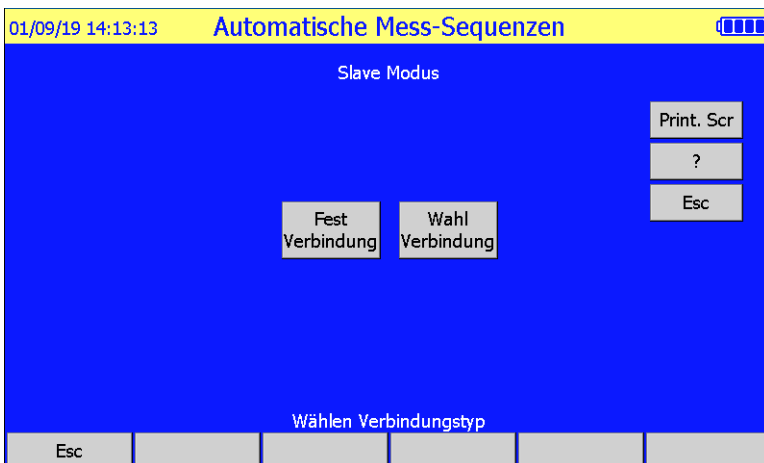 01/09/19 14:13:13 Automatische Mess-Sequenzen
Slave Modus
Print. Scr
?
Esc
Fest
Verbindung
Wahl
Verbindung
Wählen Verbindungstyp
Esc